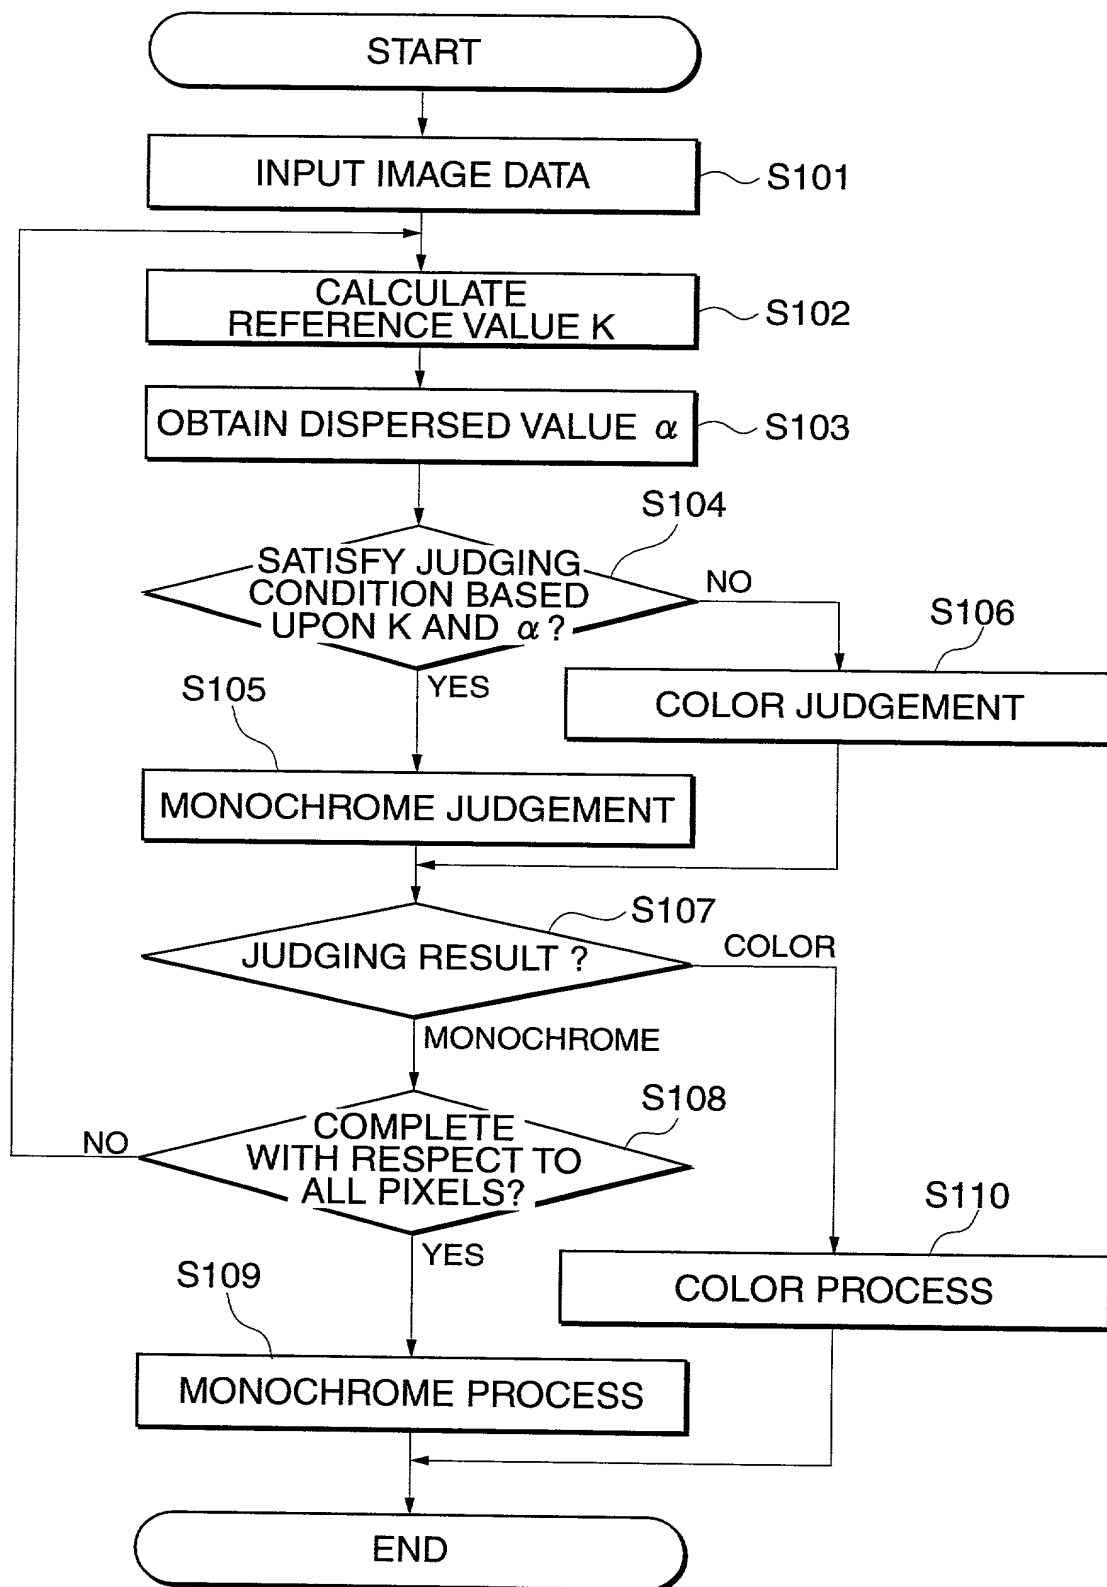 START
INPUT IMAGE DATA
S101
CALCULATE
REFERENCE VALUE K
S102
OBTAIN DISPERSED VALUE α
S103
S104
SATISFY JUDGING
CONDITION BASED
UPON K AND α ?
NO
YES
S106
COLOR JUDGEMENT
S105
MONOCHROME JUDGEMENT
S107
JUDGING RESULT ?
COLOR
MONOCHROME
S108
COMPLETE
WITH RESPECT TO
ALL PIXELS?
NO
YES
S110
COLOR PROCESS
S109
MONOCHROME PROCESS
END